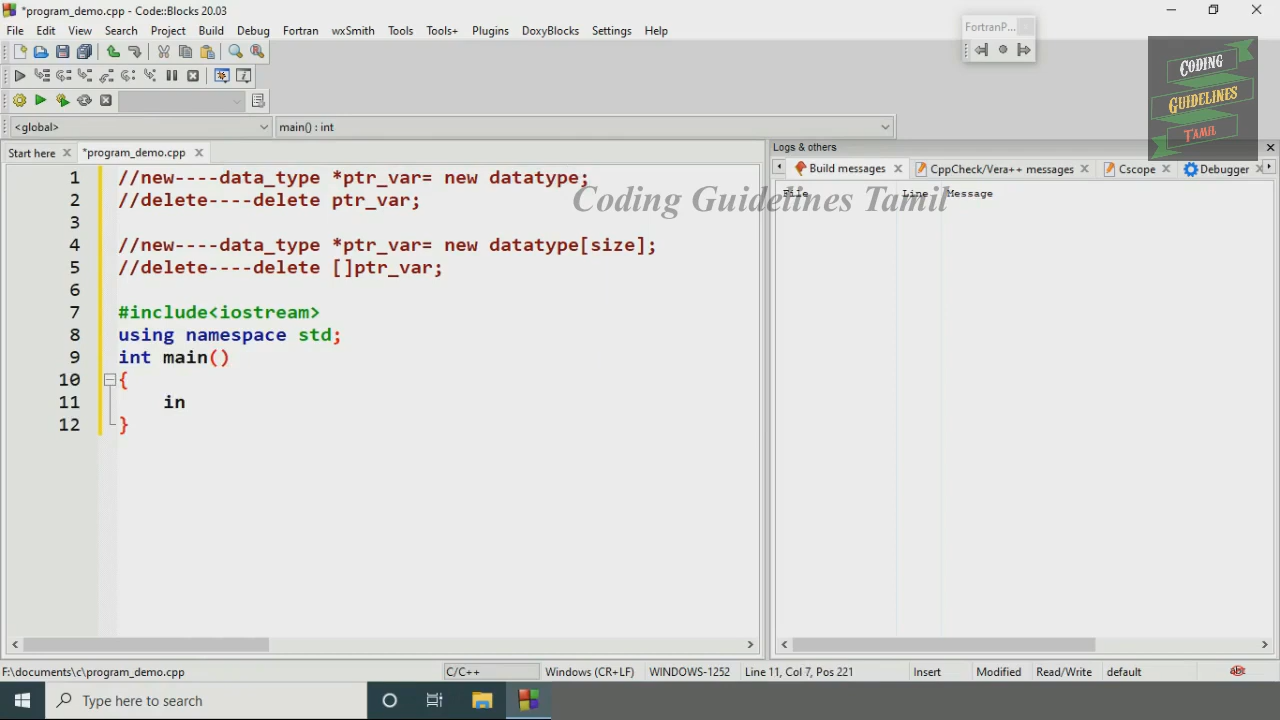 *program_demo.cpp - Code::Blocks 20.03
File Edit View Search Project Build Debug Fortran wxSmith Tools Tools+ Plugins DoxyBlocks Settings Help
FortranP...
CODING
GUIDELINES
TAMIL
<global> main() : int
Start here *program_demo.cpp
Logs & others
Build messages CppCheck/Vera++ messages Cscope Debugger
File Line Message
Coding Guidelines Tamil
1 //new----data_type *ptr_var= new datatype;
2 //delete----delete ptr_var;
3
4 //new----data_type *ptr_var= new datatype[size];
5 //delete----delete []ptr_var;
6
7 #include<iostream>
8 using namespace std;
9 int main()
10 {
11 in
12 }
F:\documents\c\program_demo.cpp C/C++ Windows (CR+LF) WINDOWS-1252 Line 11, Col 7, Pos 221 Insert Modified Read/Write default
Type here to search